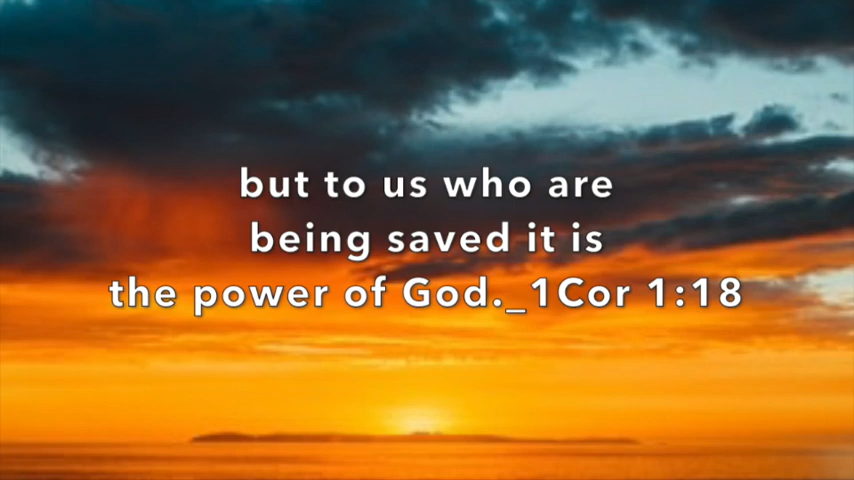 but to us who are
being saved it is
the power of God._1Cor 1:18